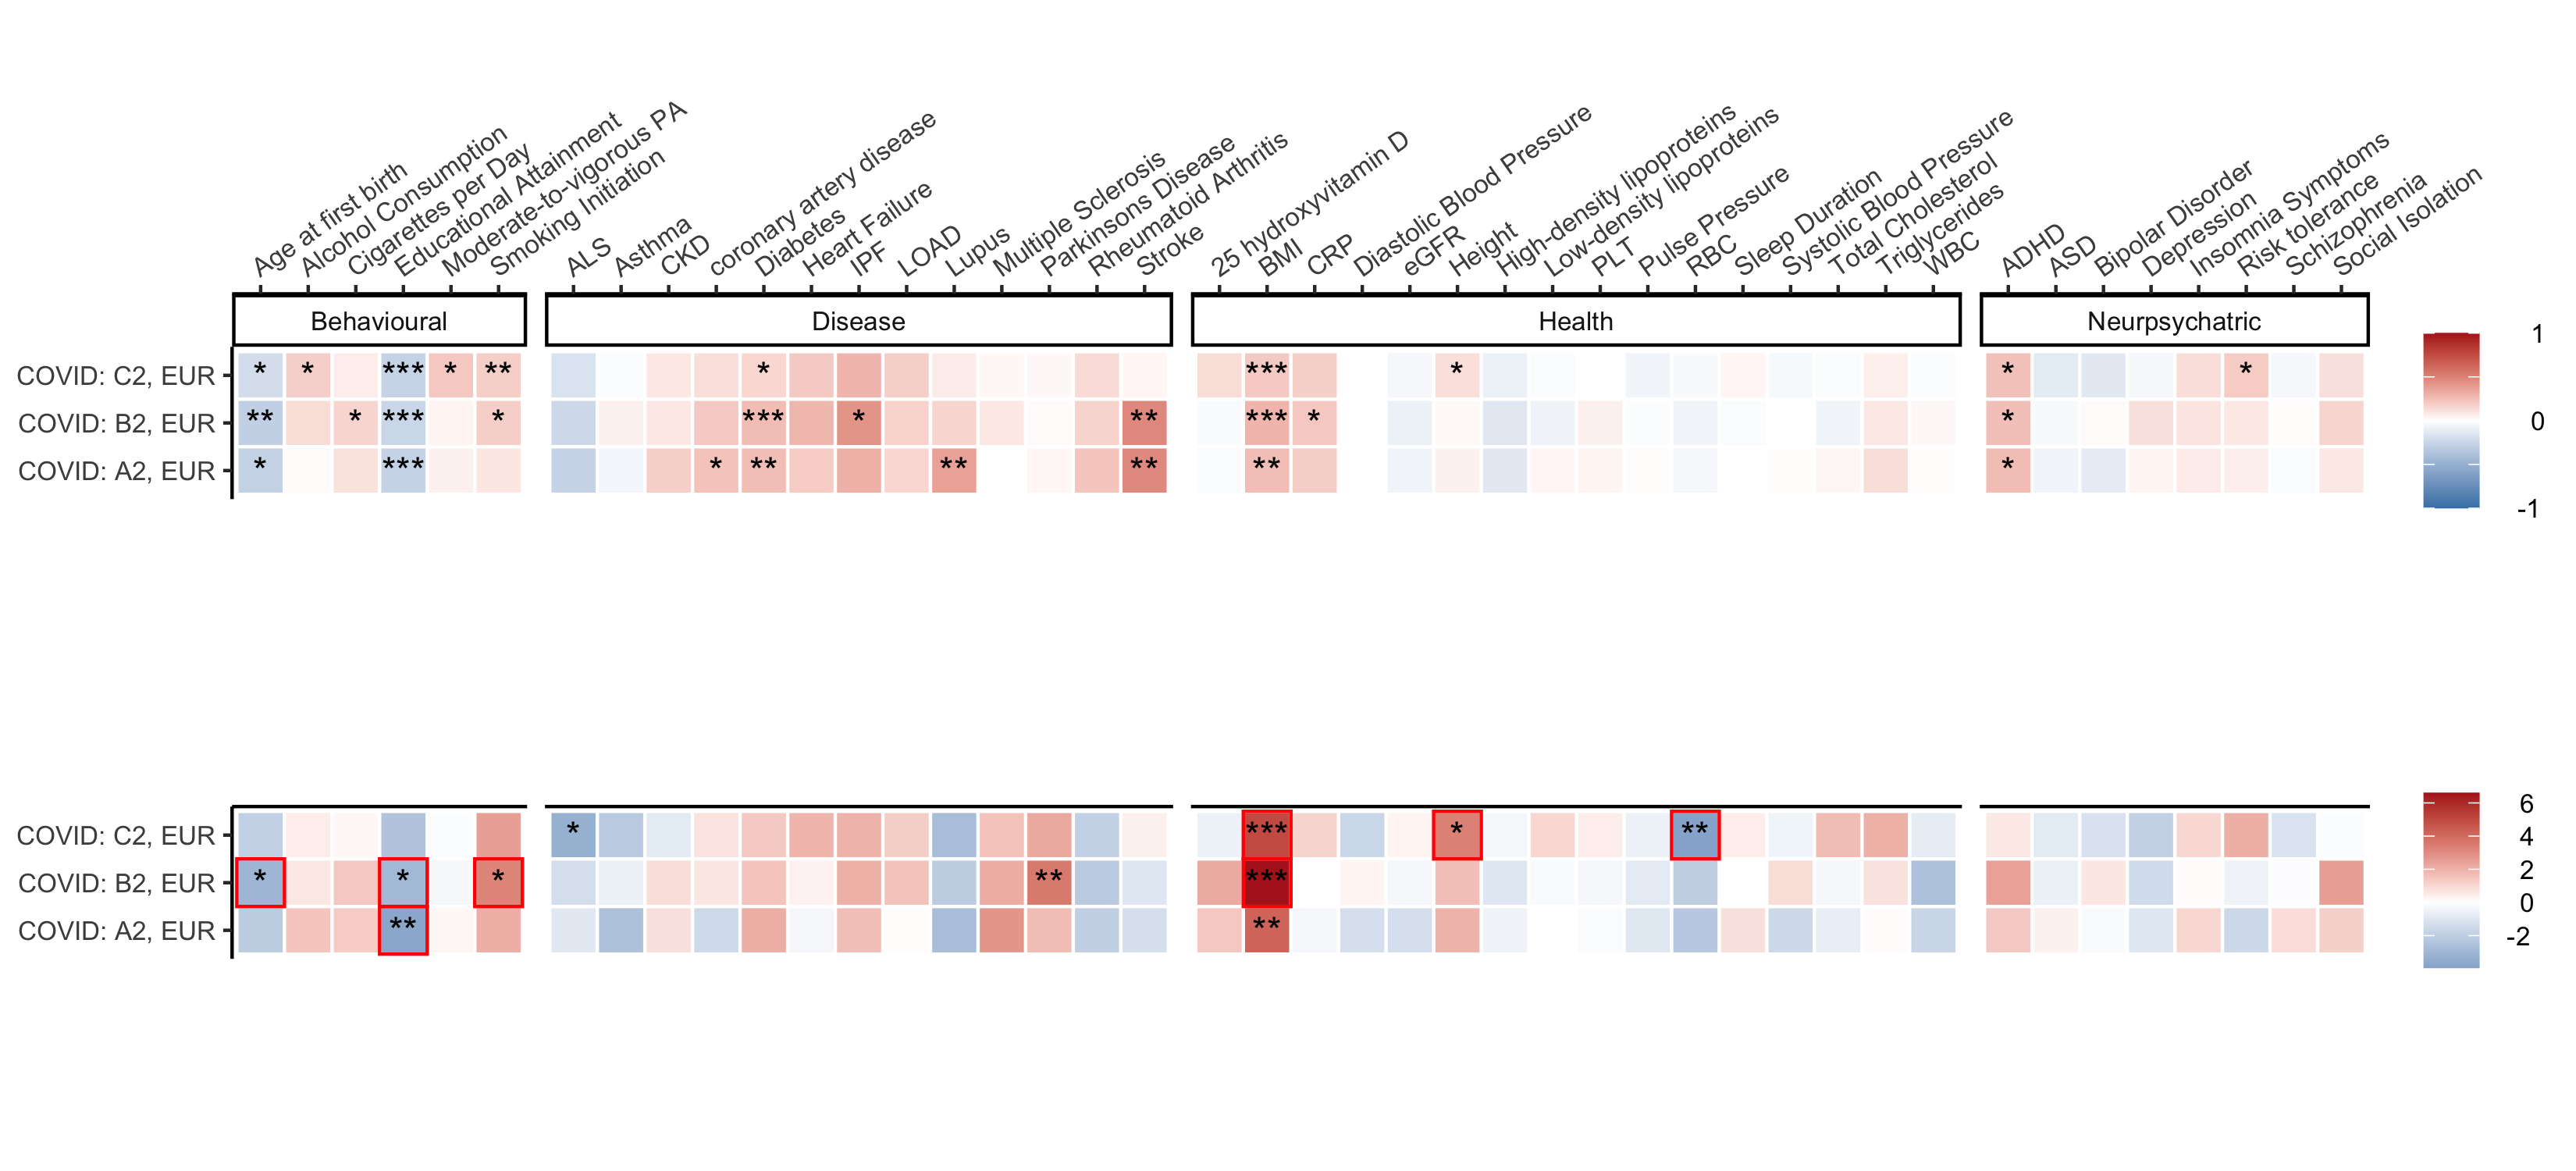 Age at first birth
Alcohol Consumption
Cigarettes per Day
Educational Attainment
Moderate-to-vigorous PA
Smoking Initiation
ALS
Asthma
CKD
coronary artery disease
Diabetes
Heart Failure
IPF
LOAD
Lupus
Multiple Sclerosis
Parkinsons Disease
Rheumatoid Arthritis
Stroke
25 hydroxyvitamin D
BMI
CRP
Diastolic Blood Pressure
eGFR
Height
High-density lipoproteins
Low-density lipoproteins
PLT
Pulse Pressure
RBC
Sleep Duration
Systolic Blood Pressure
Total Cholesterol
Triglycerides
WBC
ADHD
ASD
Bipolar Disorder
Depression
Insomnia Symptoms
Risk tolerance
Schizophrenia
Social Isolation
Behavioural Disease Health Neurpsychatric
COVID: C2, EUR * * *** * ** * *** * * *
COVID: B2, EUR ** * *** * *** * ** *** * *
COVID: A2, EUR * *** * ** ** ** ** *
1
0
-1
COVID: C2, EUR * *** * **
COVID: B2, EUR * * * ** ***
COVID: A2, EUR ** **
6
4
2
0
-2